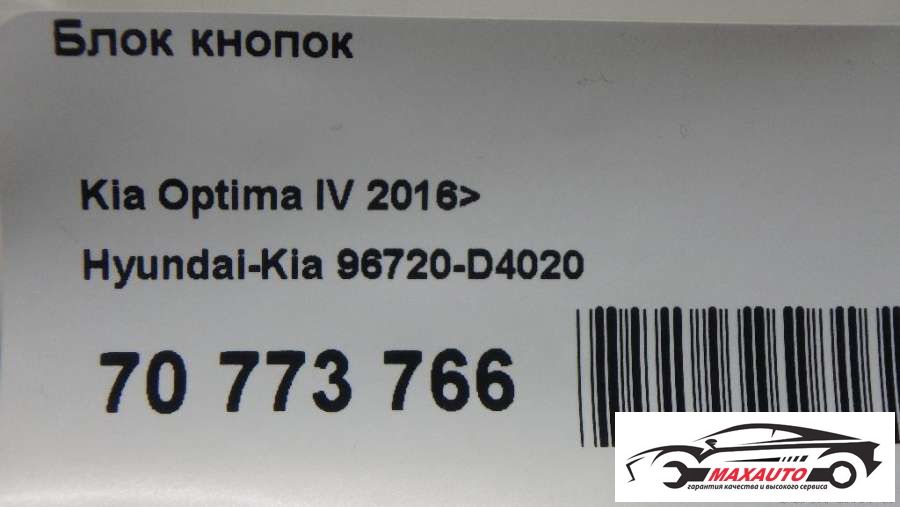 Блок кнопок
Kia Optima IV 2016>
Hyundai-Kia 96720-D4020
70 773 766
MAXAUTO
гарантия качества и высокого сервиса